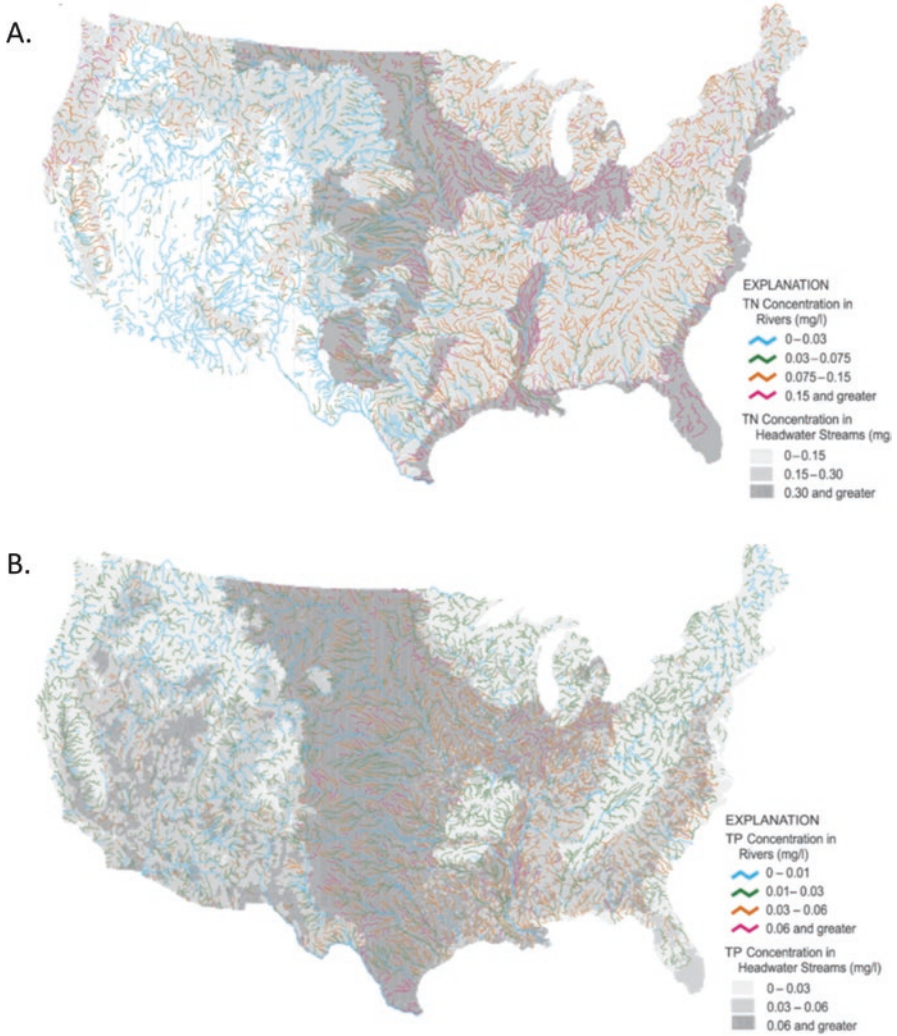 A.
EXPLANATION
TN Concentration in
Rivers (mg/l)
0–0.03
0.03–0.075
0.075–0.15
0.15 and greater
TN Concentration in
Headwater Streams (mg
0–0.15
0.15–0.30
0.30 and greater
B.
EXPLANATION
TP Concentration in
Rivers (mg/l)
0 – 0.01
0.01– 0.03
0.03 – 0.06
0.06 and greater
TP Concentration in
Headwater Streams (mg/l)
0 – 0.03
0.03 – 0.06
0.06 and greater